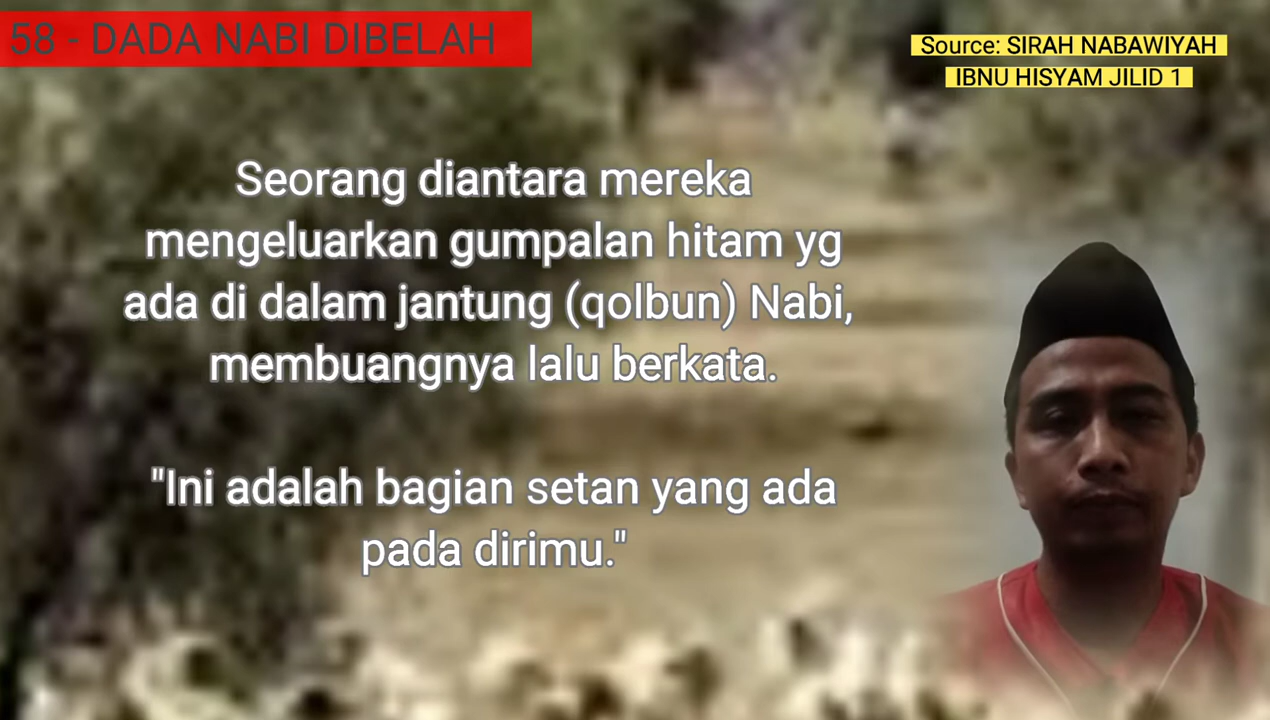 58 - DADA NABI DIBELAH
Source: SIRAH NABAWIYAH
IBNU HISYAM JILID 1
Seorang diantara mereka
mengeluarkan gumpalan hitam yg
ada di dalam jantung (qolbun) Nabi,
membuangnya lalu berkata.
"Ini adalah bagian setan yang ada
pada dirimu."